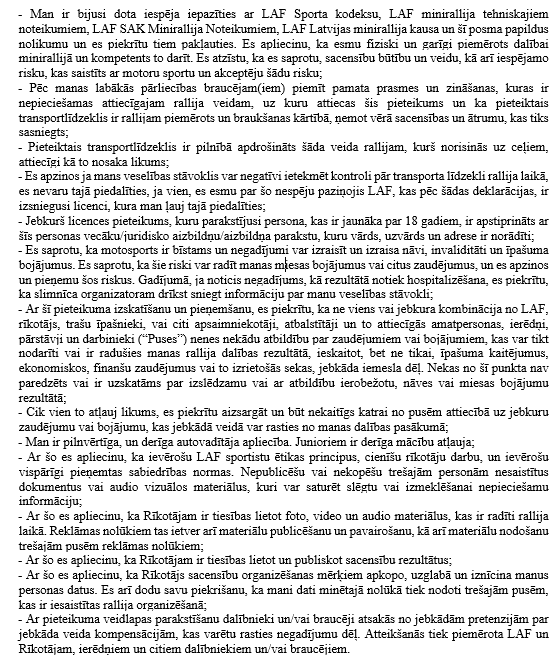 - Man ir bijusi dota iespēja iepazīties ar LAF Sporta kodeksu, LAF minirallija tehniskajiem
noteikumiem, LAF SAK Minirallija Noteikumiem, LAF Latvijas minirallija kausa un šī posma papildus
nolikumu un es piekrītu tiem pakļauties. Es apliecinu, ka esmu fiziski un garīgi piemērots dalībai
minirallijā un kompetents to darīt. Es atzīstu, ka es saprotu, sacensību būtību un veidu, kā arī iespējamo
risku, kas saistīts ar motoru sportu un akceptēju šādu risku;
- Pēc manas labākās pārliecības braucējam(iem) piemīt pamata prasmes un zināšanas, kuras ir
nepieciešamas attiecīgajam rallija veidam, uz kuru attiecas šis pieteikums un ka pieteiktais
transportlīdzeklis ir rallijam piemērots un braukšanas kārtībā, ņemot vērā sacensības un ātrumu, kas tiks
sasniegts;
- Pieteiktais transportlīdzeklis ir pilnībā apdrošināts šāda veida rallijam, kurš norisinās uz ceļiem,
attiecīgi kā to nosaka likums;
- Es apzinos ja mans veselības stāvoklis var negatīvi ietekmēt kontroli pār transporta līdzekli rallija laikā,
es nevaru tajā piedalīties, ja vien, es esmu par šo nespēju paziņojis LAF, kas pēc šādas deklarācijas, ir
izsniegusi licenci, kura man ļauj tajā piedalīties;
- Jebkurš licences pieteikums, kuru parakstījusi persona, kas ir jaunāka par 18 gadiem, ir apstiprināts ar
šīs personas vecāku/juridisko aizbildņu/aizbildņa parakstu, kuru vārds, uzvārds un adrese ir norādīti;
- Es saprotu, ka motosports ir bīstams un negadījumi var izraisīt un izraisa nāvi, invaliditāti un īpašuma
bojājumus. Es saprotu, ka šie riski var radīt manas miesas bojājumus vai citus zaudējumus, un es apzinos
un pieņemu šos riskus. Gadījumā, ja noticis negadījums, kā rezultātā notiek hospitalizēšana, es piekrītu,
ka slimnīca organizatoram drīkst sniegt informāciju par manu veselības stāvokli;
- Ar šī pieteikuma izskatīšanu un pieņemšanu, es piekrītu, ka ne viens vai jebkura kombinācija no LAF,
rīkotājs, trašu īpašnieki, vai citi apsaimniekotāji, atbalstītāji un to attiecīgās amatpersonas, ierēdņi,
pārstāvji un darbinieki (“Puses”) nenes nekādu atbildību par zaudējumiem vai bojājumiem, kas var tikt
nodarīti vai ir radušies manas rallija dalības rezultātā, ieskaitot, bet ne tikai, īpašuma kaitējumus,
ekonomiskos, finanšu zaudējumus vai to izrietošās sekas, jebkāda iemesla dēļ. Nekas no šī punkta nav
paredzēts vai ir uzskatāms par izslēdzamu vai ar atbildību ierobežotu, nāves vai miesas bojājumu
rezultātā;
- Cik vien to atļauj likums, es piekrītu aizsargāt un būt nekaitīgs katrai no pusēm attiecībā uz jebkuru
zaudējumu vai bojājumu, kas jebkādā veidā var rasties no manas dalības pasākumā;
- Man ir pilnvērtīga, un derīga autovadītāja apliecība. Junioriem ir derīga mācību atļauja;
- Ar šo es apliecinu, ka ievērošu LAF sportistu ētikas principus, cienīšu rīkotāju darbu, un ievērošu
vispārīgi pieņemtas sabiedrības normas. Nepublicēšu vai nekopēšu trešajām personām nesaistītus
dokumentus vai audio vizuālos materiālus, kuri var saturēt slēgtu vai izmeklēšanai nepieciešamu
informāciju;
- Ar šo es apliecinu, ka Rīkotājam ir tiesības lietot foto, video un audio materiālus, kas ir radīti rallija
laikā. Reklāmas nolūkiem tas ietver arī materiālu publicēšanu un pavairošanu, kā arī materiālu nodošanu
trešajām pusēm reklāmas nolūkiem;
- Ar šo es apliecinu, ka Rīkotājam ir tiesības lietot un publiskot sacensību rezultātus;
- Ar šo es apliecinu, ka Rīkotājs sacensību organizēšanas mērķiem apkopo, uzglabā un iznīcina manus
personas datus. Es arī dodu savu piekrišanu, ka mani dati minētajā nolūkā tiek nodoti trešajām pusēm,
kas ir iesaistītas rallija organizēšanā;
- Ar pieteikuma veidlapas parakstīšanu dalībnieki un/vai braucēji atsakās no jebkādām pretenzijām par
jebkāda veida kompensācijām, kas varētu rasties negadījumu dēļ. Atteikšanās tiek piemērota LAF un
Rīkotājam, ierēdņiem un citiem dalībniekiem un/vai braucējiem.